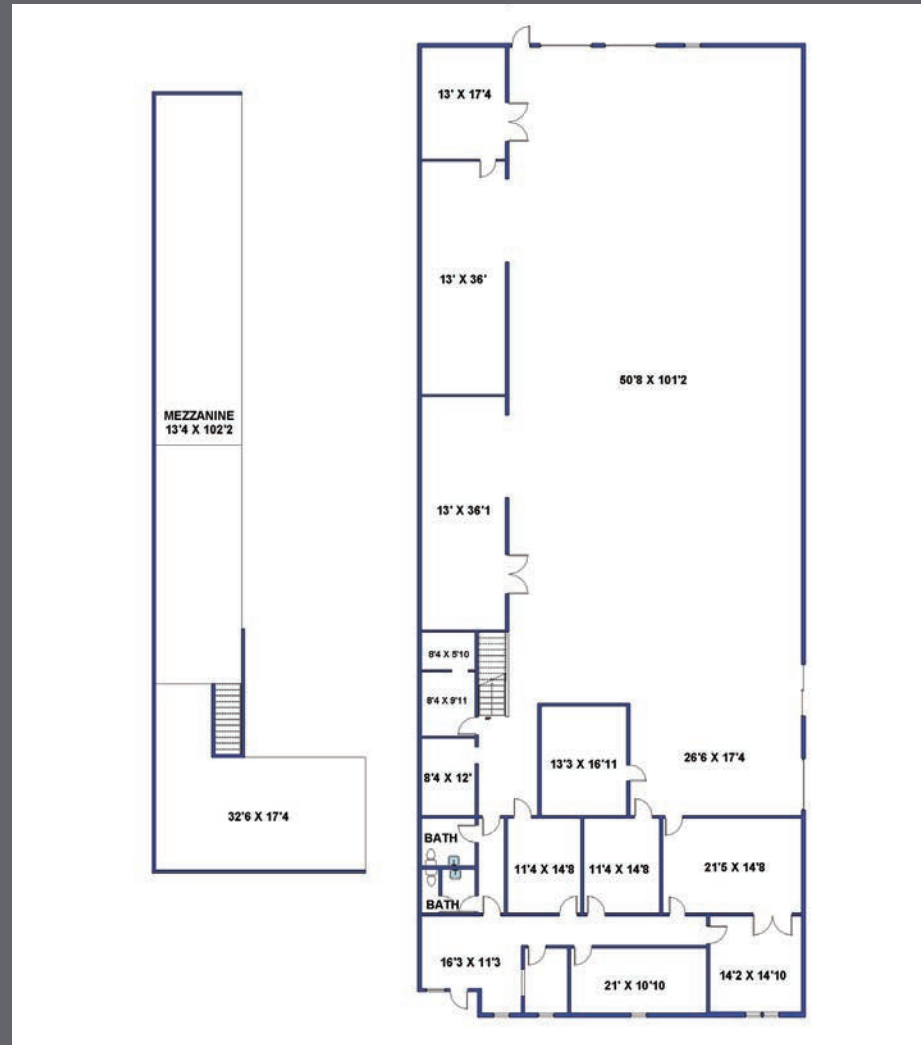 13' X 17'4
13' X 36'
50'8 X 101'2
MEZZANINE
13'4 X 102'2
13' X 36'1
8'4 X 5'10
8'4 X 9'11
13'3 X 16'11
26'6 X 17'4
8'4 X 12'
32'6 X 17'4
BATH
11'4 X 14'8
11'4 X 14'8
21'5 X 14'8
BATH
16'3 X 11'3
21' X 10'10
14'2 X 14'10